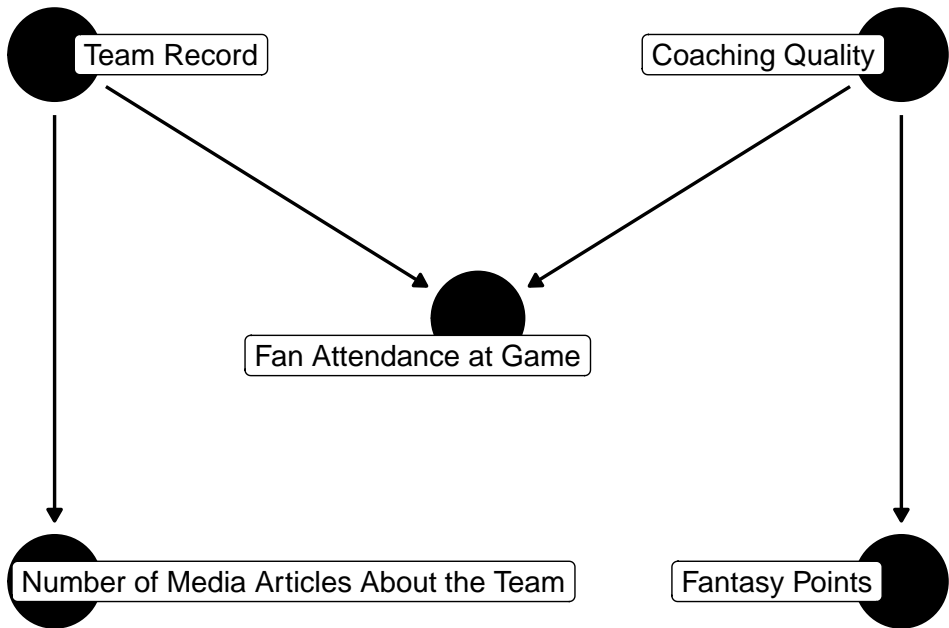 Team Record
Coaching Quality
Fan Attendance at Game
Number of Media Articles About the Team
Fantasy Points